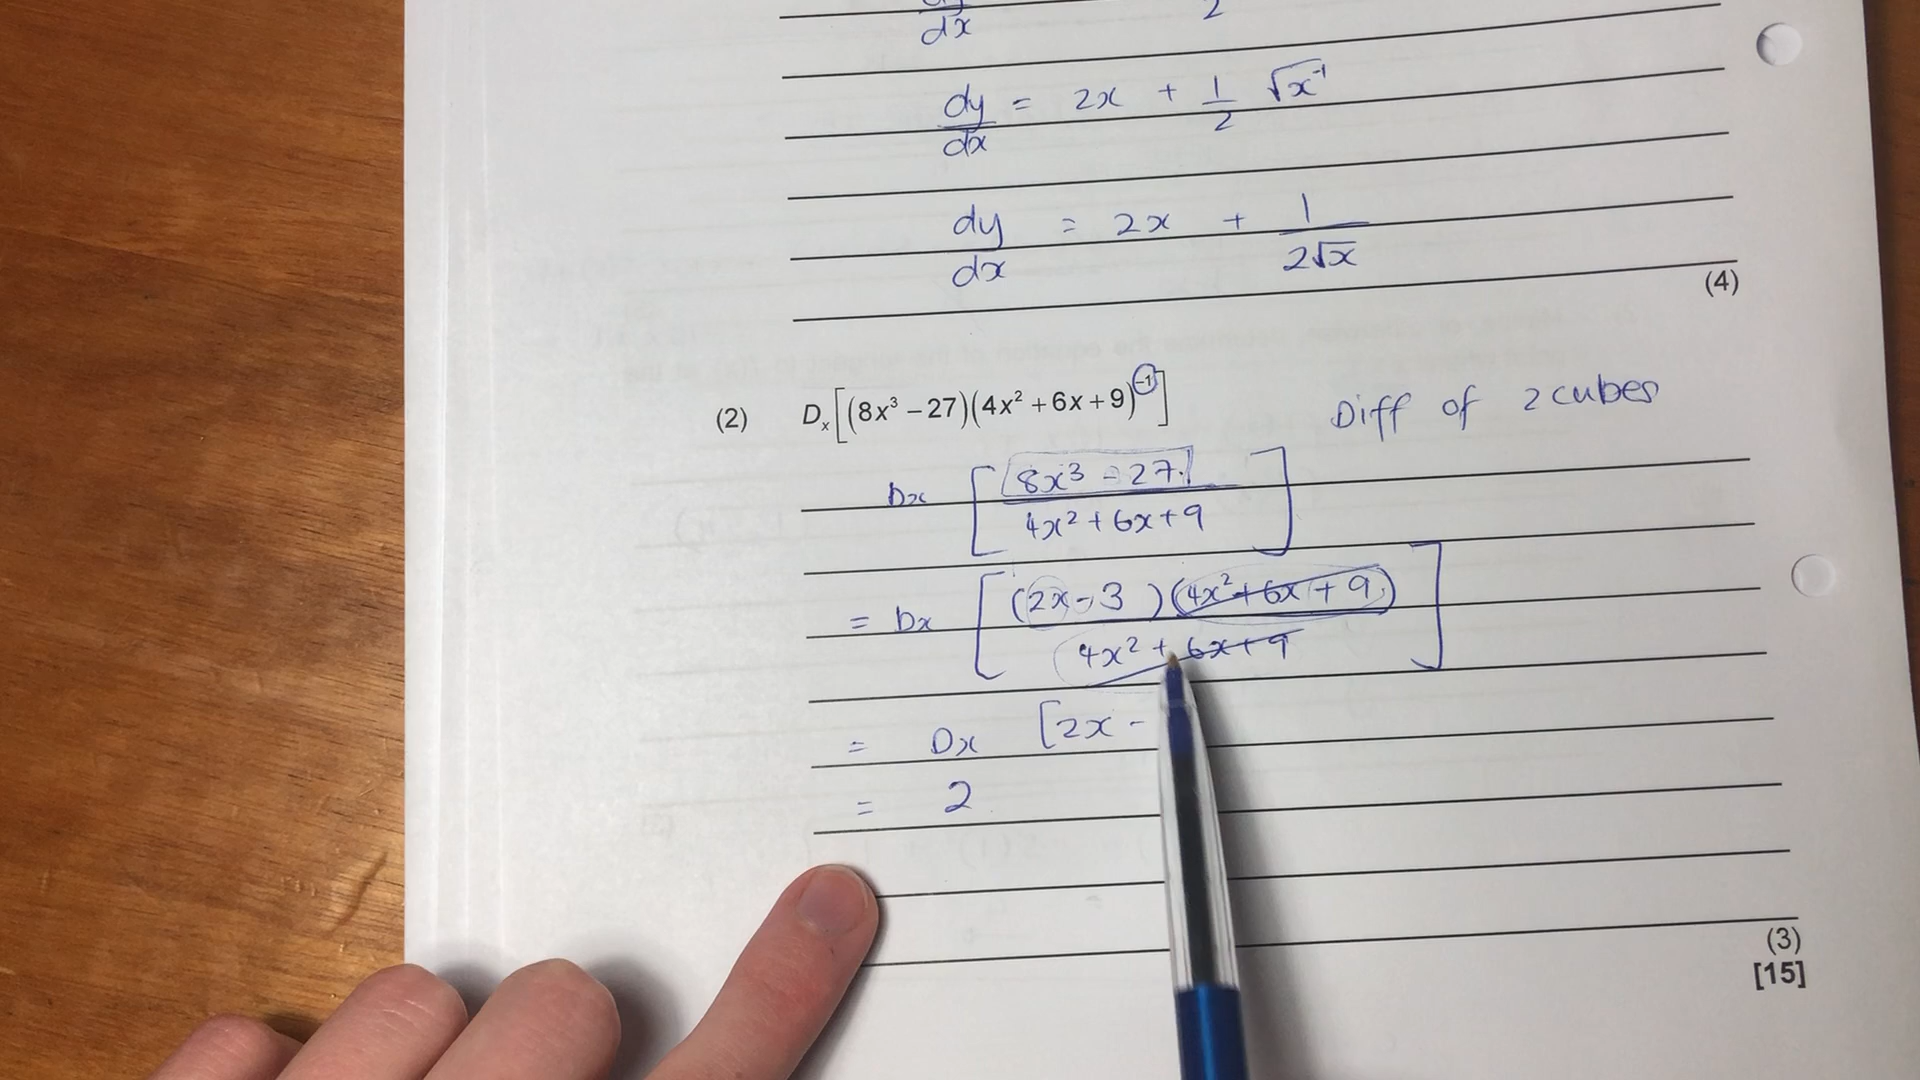 dx 2
dy/dx = 2x + 1/2 √x⁻¹
dy/dx = 2x + 1/2√x
(4)
(2) Dₓ[(8x³ − 27)(4x² + 6x + 9)⁻¹] Diff of 2 cubes
Dx [8x³ − 27 / 4x² + 6x + 9]
= Dx [(2x − 3)(4x² + 6x + 9) / 4x² + 6x + 9]
= Dx [2x −
= 2
(3)
[15]